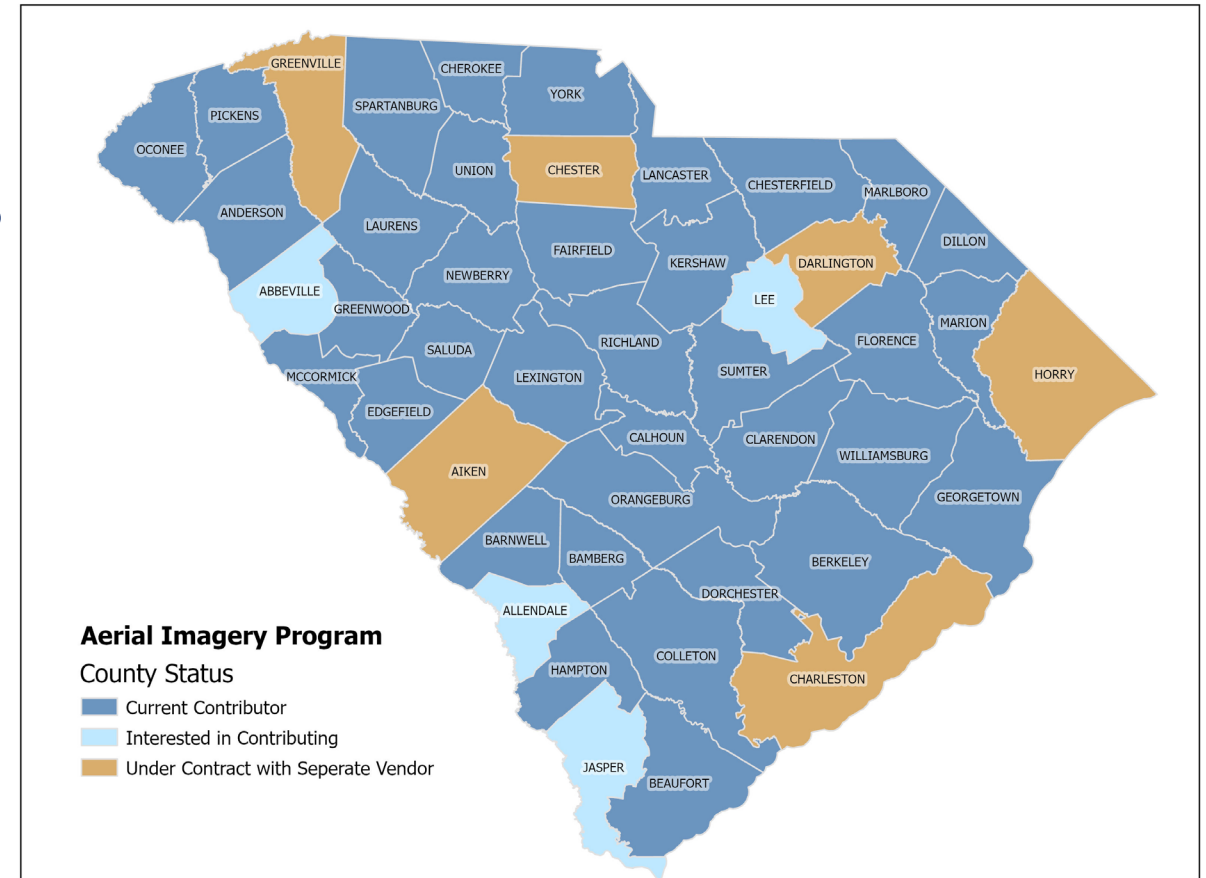 GREENVILLE
CHEROKEE
YORK
SPARTANBURG
PICKENS
OCONEE
UNION
CHESTER
LANCASTER
CHESTERFIELD
MARLBORO
ANDERSON
LAURENS
DILLON
FAIRFIELD
KERSHAW
DARLINGTON
NEWBERRY
ABBEVILLE
LEE
GREENWOOD
MARION
SALUDA
RICHLAND
FLORENCE
MCCORMICK
LEXINGTON
SUMTER
HORRY
EDGEFIELD
CALHOUN
CLARENDON
WILLIAMSBURG
AIKEN
ORANGEBURG
GEORGETOWN
BARNWELL
BAMBERG
BERKELEY
DORCHESTER
ALLENDALE
COLLETON
HAMPTON
CHARLESTON
JASPER
BEAUFORT
Aerial Imagery Program
County Status
Current Contributor
Interested in Contributing
Under Contract with Seperate Vendor